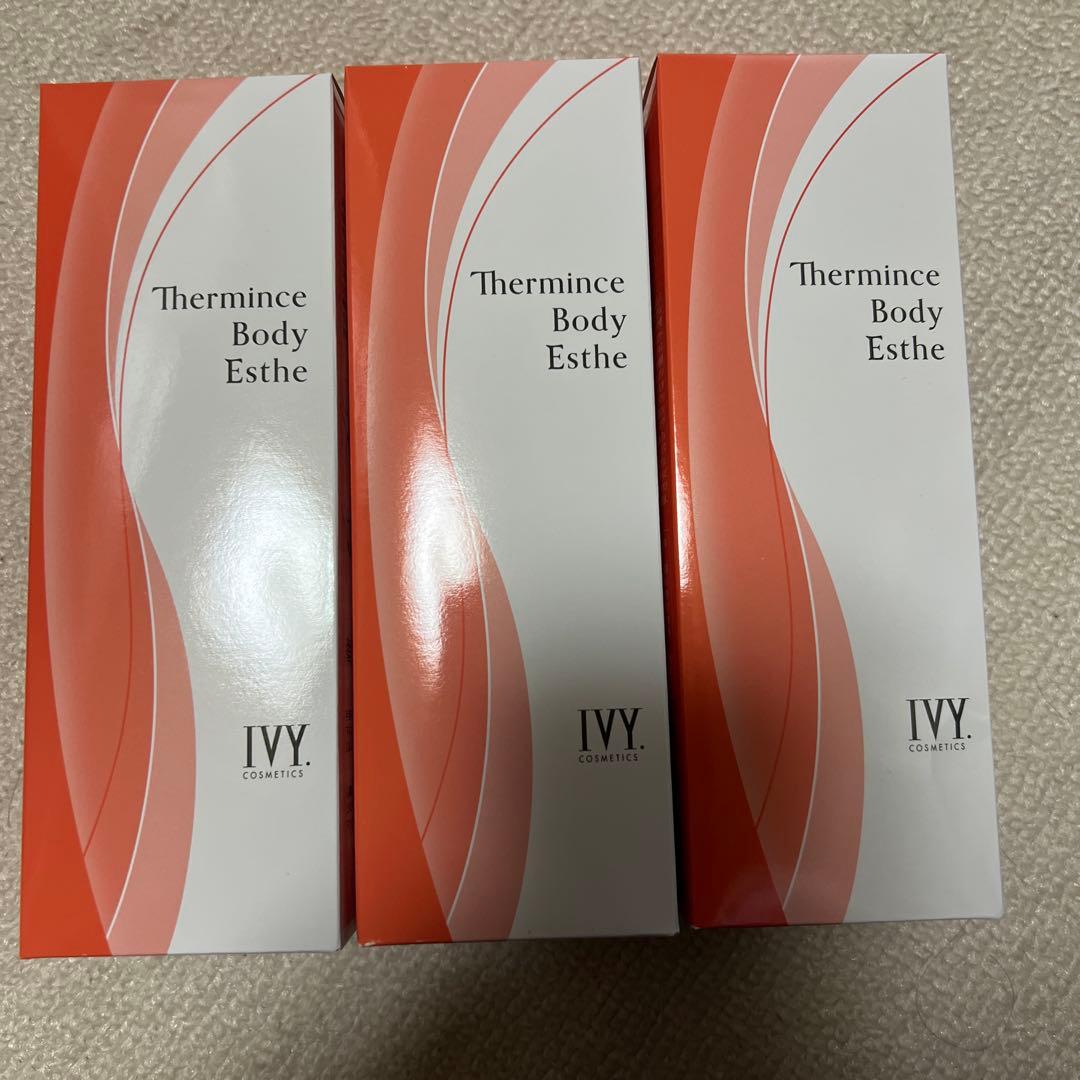 Thermince
Body
Esthe
IVY.
COSMETICS
Thermince
Body
Esthe
IVY.
COSMETICS
Thermince
Body
Esthe
IVY.
COSMETICS